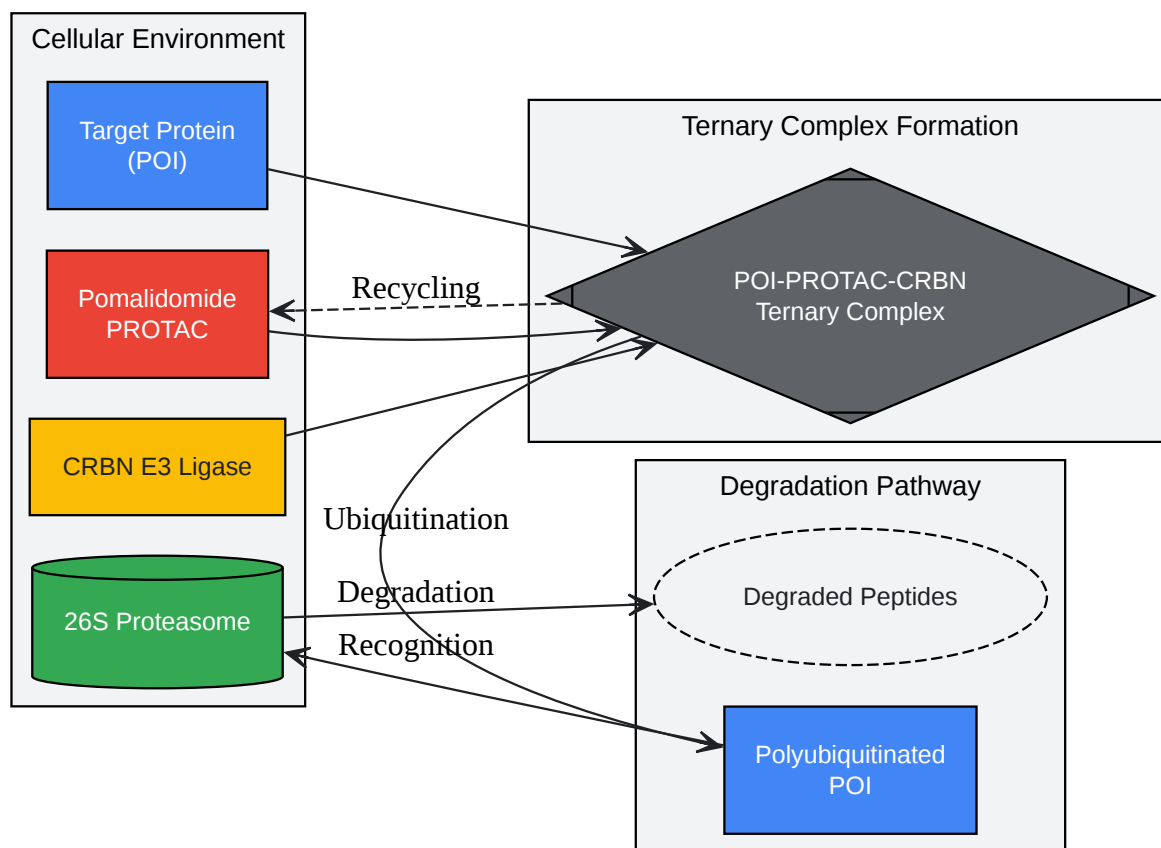 Cellular Environment
Target Protein
(POI)
Pomalidomide
PROTAC
CRBN E3 Ligase
26S Proteasome
Recycling
Ubiquitination
Degradation
Recognition
Ternary Complex Formation
POI-PROTAC-CRBN
Ternary Complex
Degradation Pathway
Degraded Peptides
Polyubiquitinated
POI